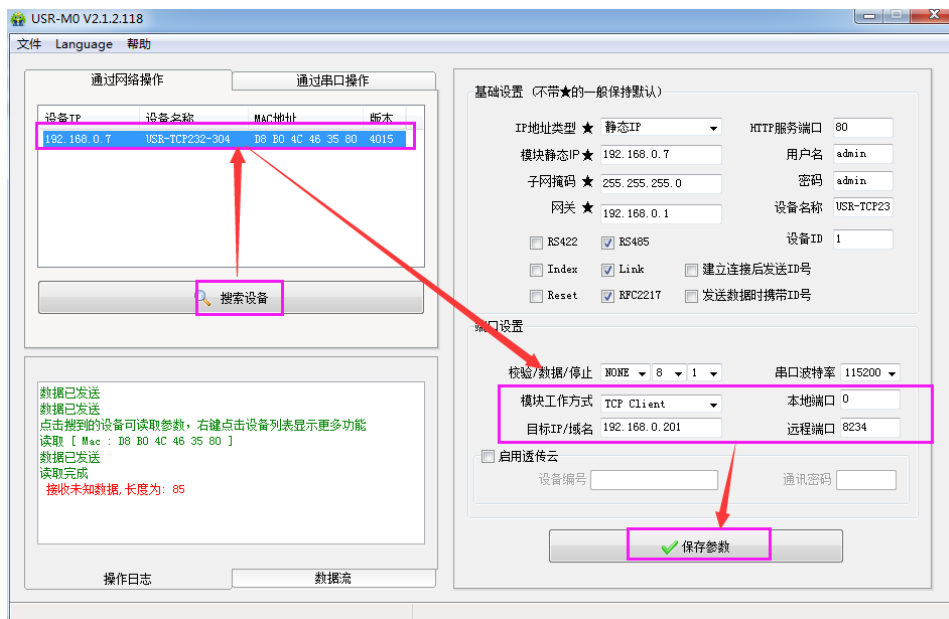 USR-M0 V2.1.2.118
文件 Language 帮助
通过网络操作 通过串口操作
设备IP 设备名称 MAC地址 版本
192.168.0.7 USR-TCP232-304 D8 B0 4C 46 35 80 4015
搜索设备
数据已发送
数据已发送
点击搜到的设备可读取参数，右键点击设备列表显示更多功能
读取 [ Mac : D8 B0 4C 46 35 80 ]
数据已发送
读取完成
接收未知数据,长度为: 85
操作日志 数据流
基础设置 (不带★的一般保持默认)
IP地址类型 ★ 静态IP HTTP服务端口 80
模块静态IP★ 192.168.0.7 用户名 admin
子网掩码 ★ 255.255.255.0 密码 admin
网关 ★ 192.168.0.1 设备名称 USR-TCP23
RS422 RS485 设备ID 1
Index Link 建立连接后发送ID号
Reset RFC2217 发送数据时携带ID号
端口设置
校验/数据/停止 NONE 8 1 串口波特率 115200
模块工作方式 TCP Client 本地端口 0
目标IP/域名 192.168.0.201 远程端口 8234
启用透传云
设备编号 通讯密码
保存参数